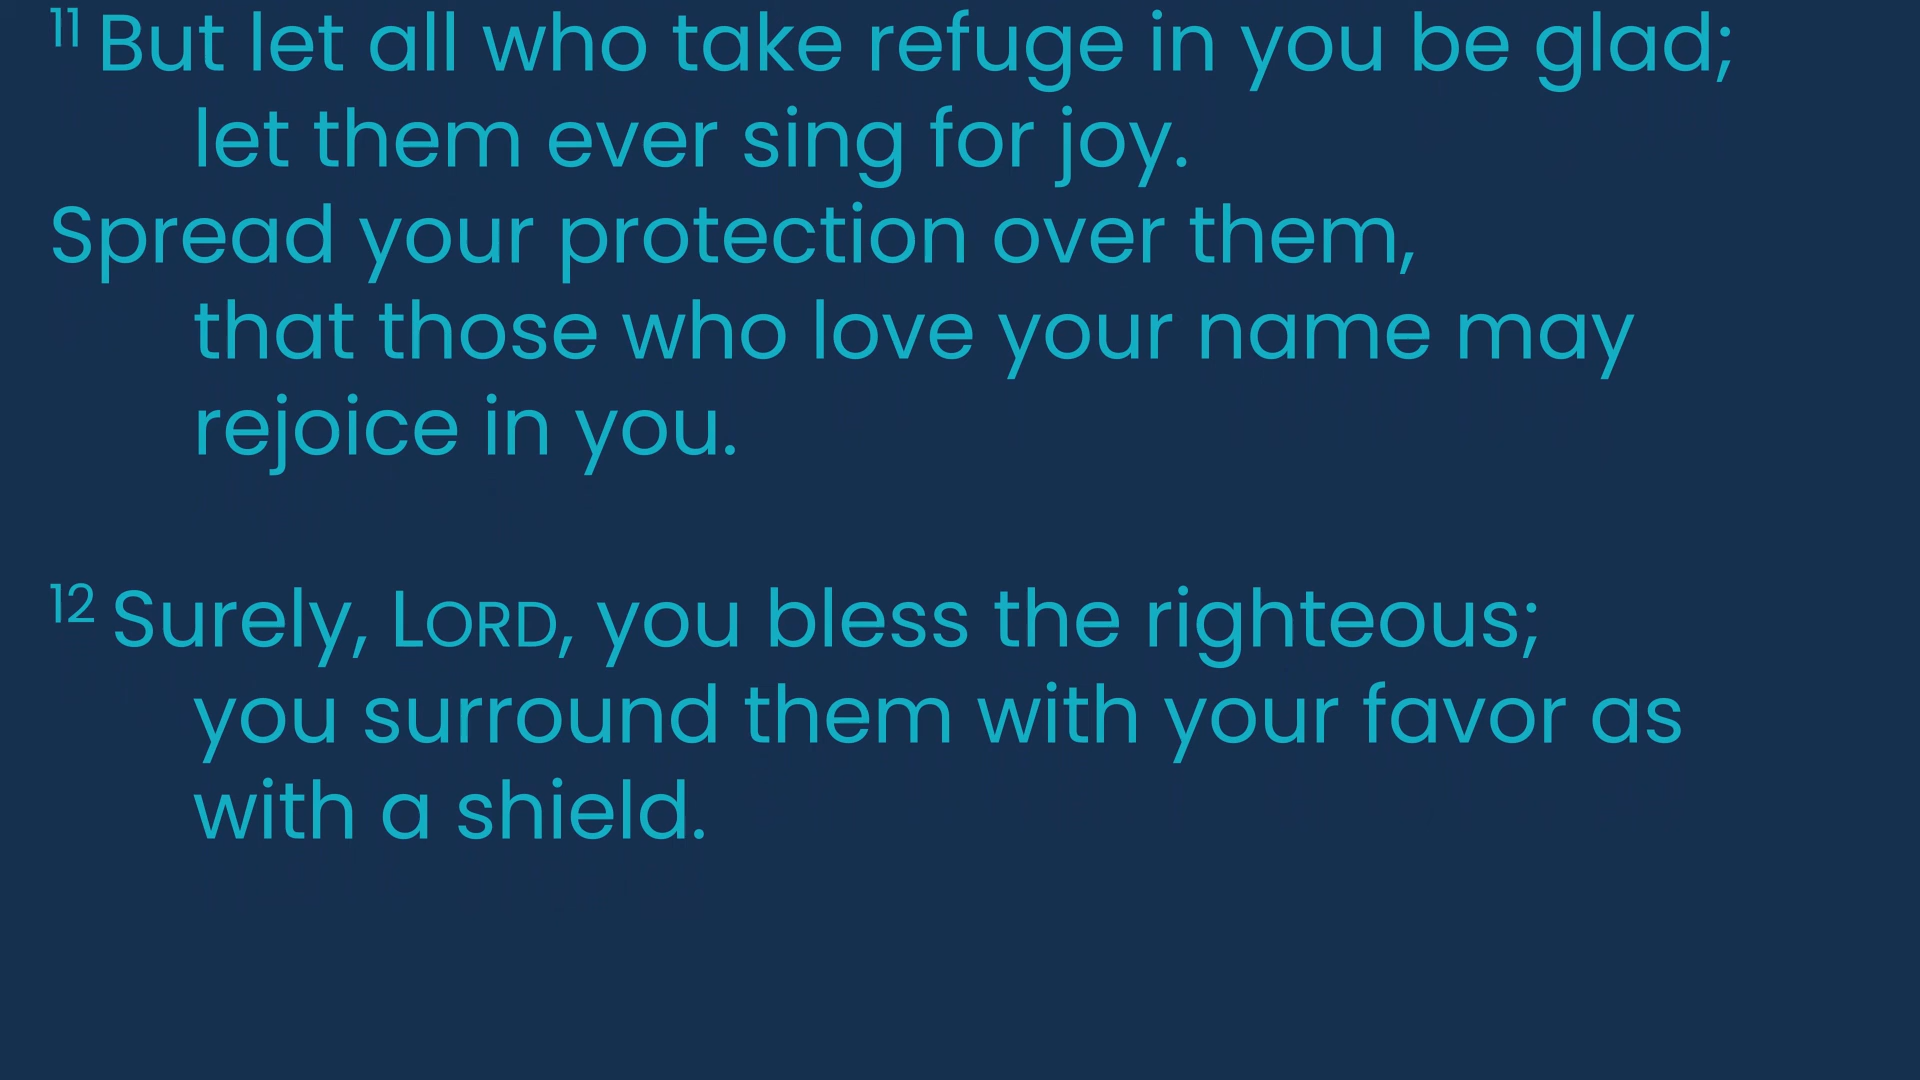 11 But let all who take refuge in you be glad;
let them ever sing for joy.
Spread your protection over them,
that those who love your name may
rejoice in you.
12 Surely, LORD, you bless the righteous;
you surround them with your favor as
with a shield.